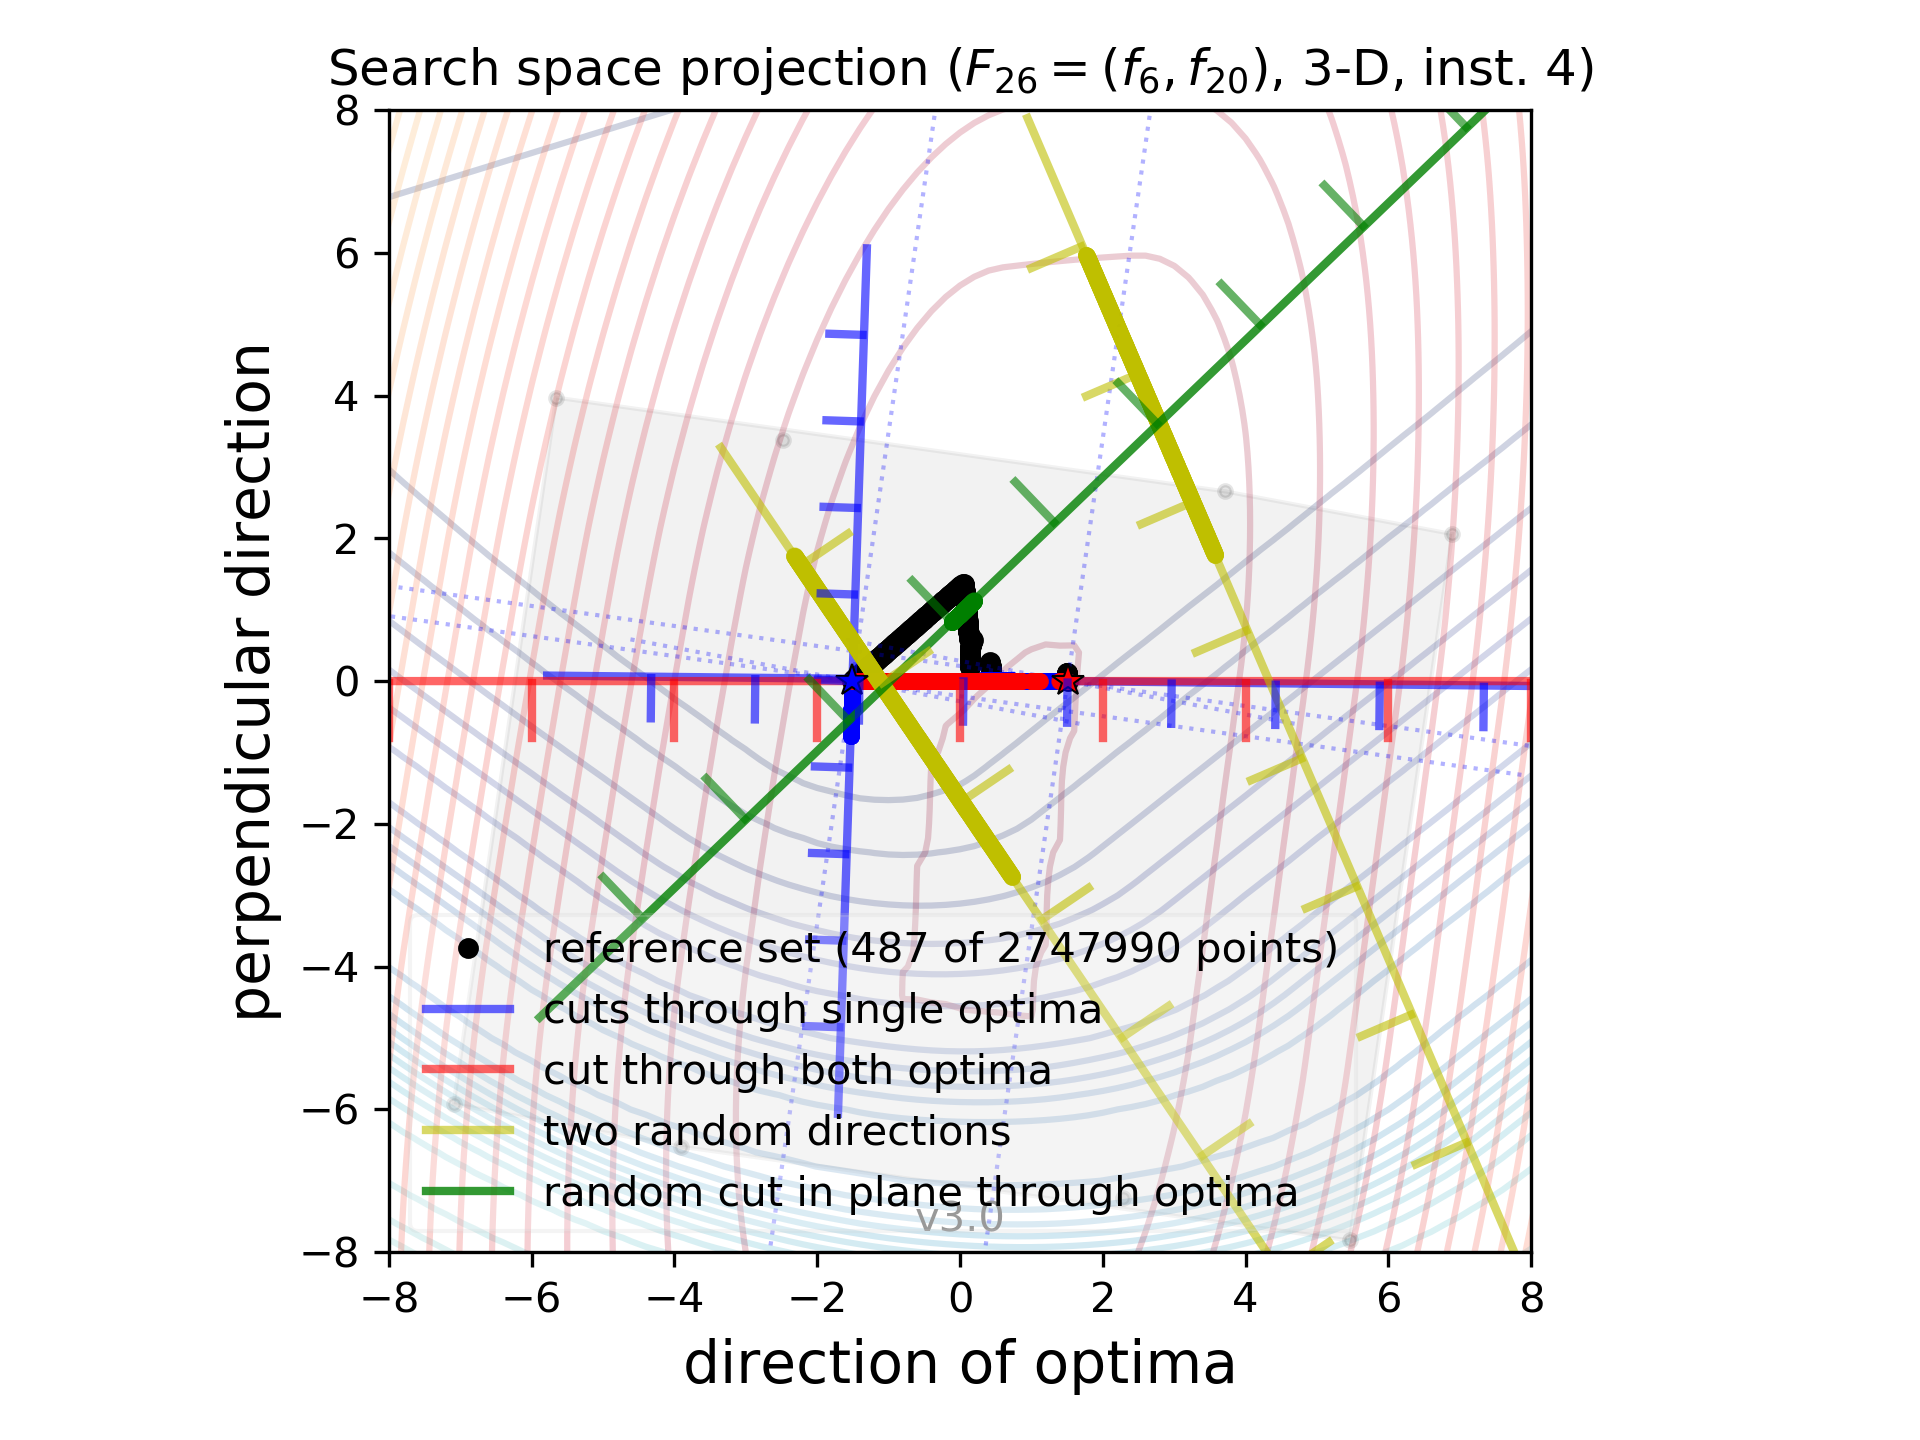 Search space projection (F26 = (f6, f20), 3-D, inst. 4)
8
6
4
2
0
−2
−4
−6
−8
perpendicular direction
reference set (487 of 2747990 points)
cuts through single optima
cut through both optima
two random directions
random cut in plane through optima
v3.0
−8 −6 −4 −2 0 2 4 6 8
direction of optima